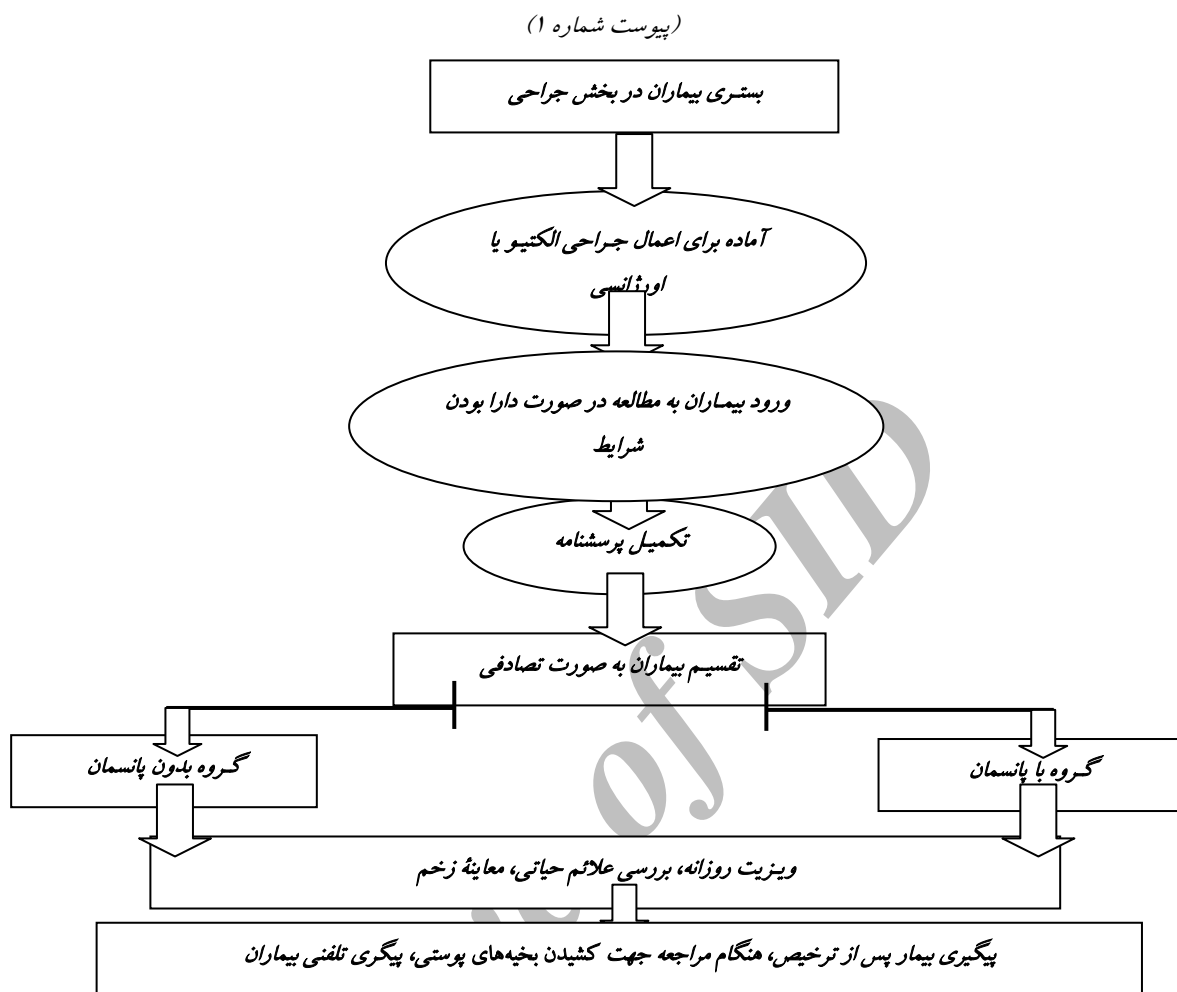 (پیوست شماره ۱)
بستری بیماران در بخش جراحی
آماده برای اعمال جراحی الکتیو یا
اورژانسی
ورود بیماران به مطالعه در صورت دارا بودن
شرایط
تکمیل پرسشنامه
تقسیم بیماران به صورت تصادفی
گروه با پانسمان
گروه بدون پانسمان
ویزیت روزانه، بررسی علائم حیاتی، معاینۀ زخم
پیگیری بیمار پس از ترخیص، هنگام مراجعه جهت کشیدن بخیه‌های پوستی، پیگری تلفنی بیماران
of SID